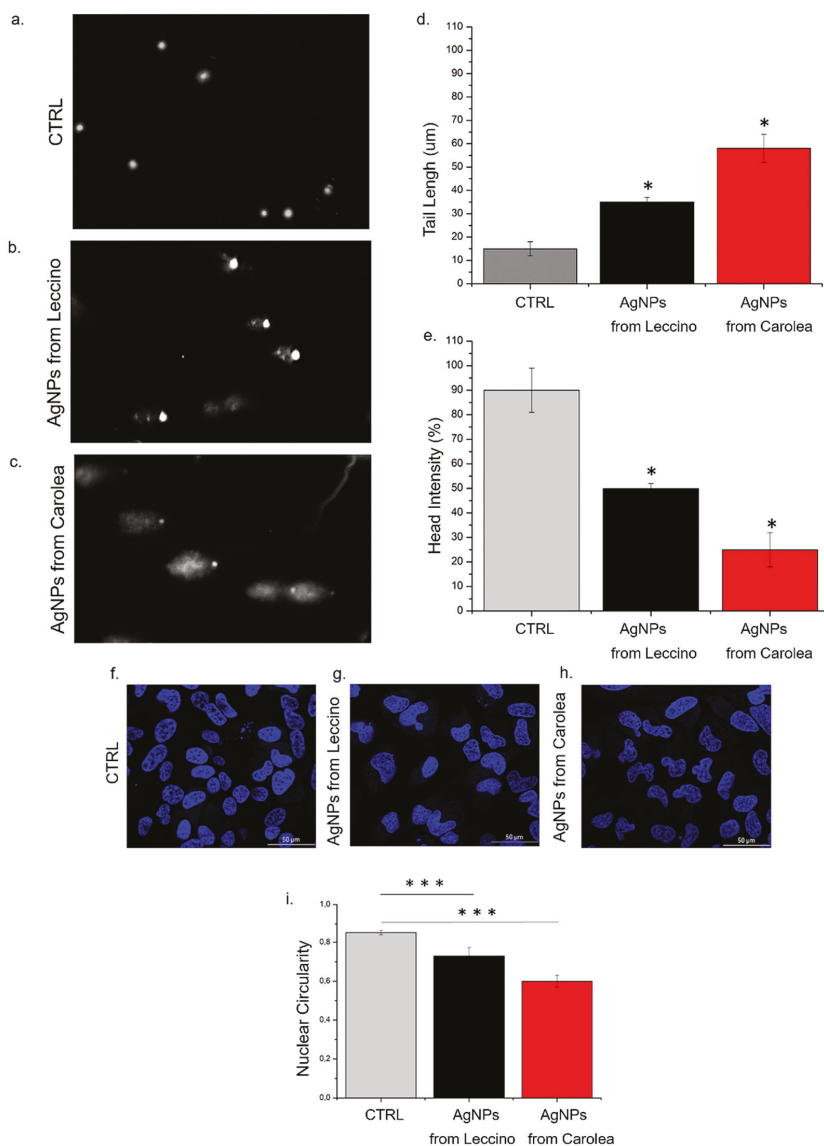 a.
CTRL
b.
AgNPs from Leccino
c.
AgNPs from Carolea
d.
Tail Lengh (um)
110
100
90
80
70
60
50
40
30
20
10
0
*
*
CTRL
AgNPs
from Leccino
AgNPs
from Carolea
e.
Head Intensity (%)
110
100
90
80
70
60
50
40
30
20
10
0
*
*
CTRL
AgNPs
from Leccino
AgNPs
from Carolea
f.
CTRL
50 µm
g.
AgNPs from Leccino
50 µm
h.
AgNPs from Carolea
50 µm
i.
Nuclear Circularity
1,0
0,8
0,6
0,4
0,2
0,0
***
***
CTRL
AgNPs
from Leccino
AgNPs
from Carolea